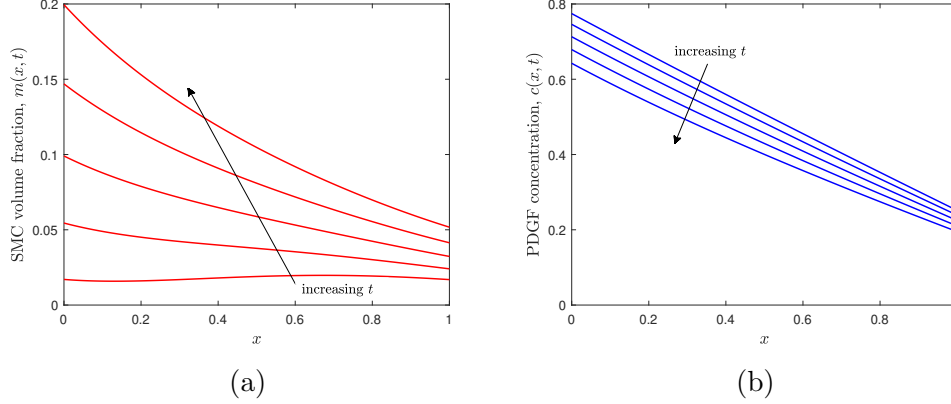 SMC volume fraction, m(x, t)
0.2
0.15
0.1
0.05
0
increasing t
0 0.2 0.4 0.6 0.8 1
x
(a)
PDGF concentration, c(x, t)
0.8
0.6
0.4
0.2
0
increasing t
0 0.2 0.4 0.6 0.8
x
(b)